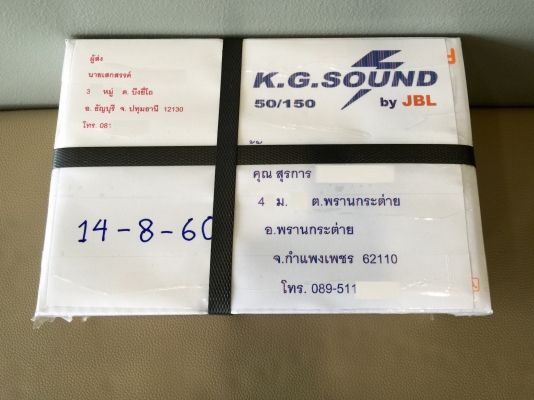 ผู้ส่ง
นายเสกสรรค์
3 หมู่ ต. บึงยี่โถ
อ. ธัญบุรี จ. ปทุมธานี 12130
โทร. 081
14-8-60
K.G.SOUND
50/150 by JBL
คุณ สุรการ
4 ม. ต.พรานกระต่าย
อ.พรานกระต่าย
จ.กำแพงเพชร 62110
โทร. 089-511